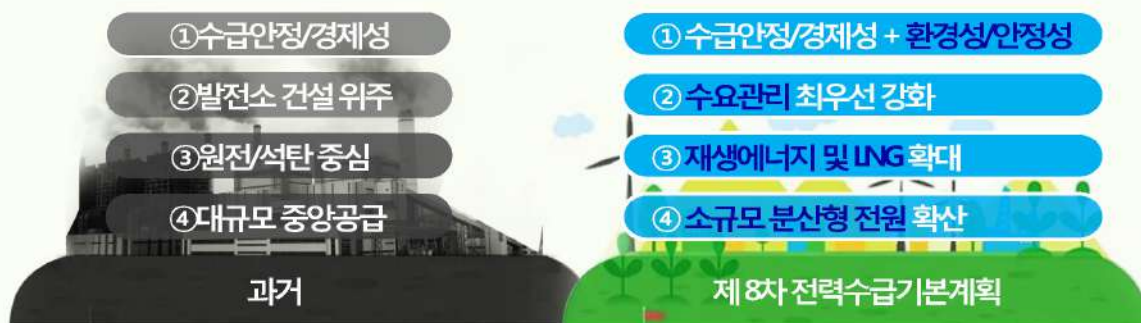 ①수급안정/경제성
②발전소 건설 위주
③원전/석탄 중심
④대규모 중앙공급
과거
① 수급안정/경제성 + 환경성/안정성
② 수요관리 최우선 강화
③ 재생에너지 및 LNG 확대
④ 소규모 분산형 전원 확산
제 8차 전력수급기본계획